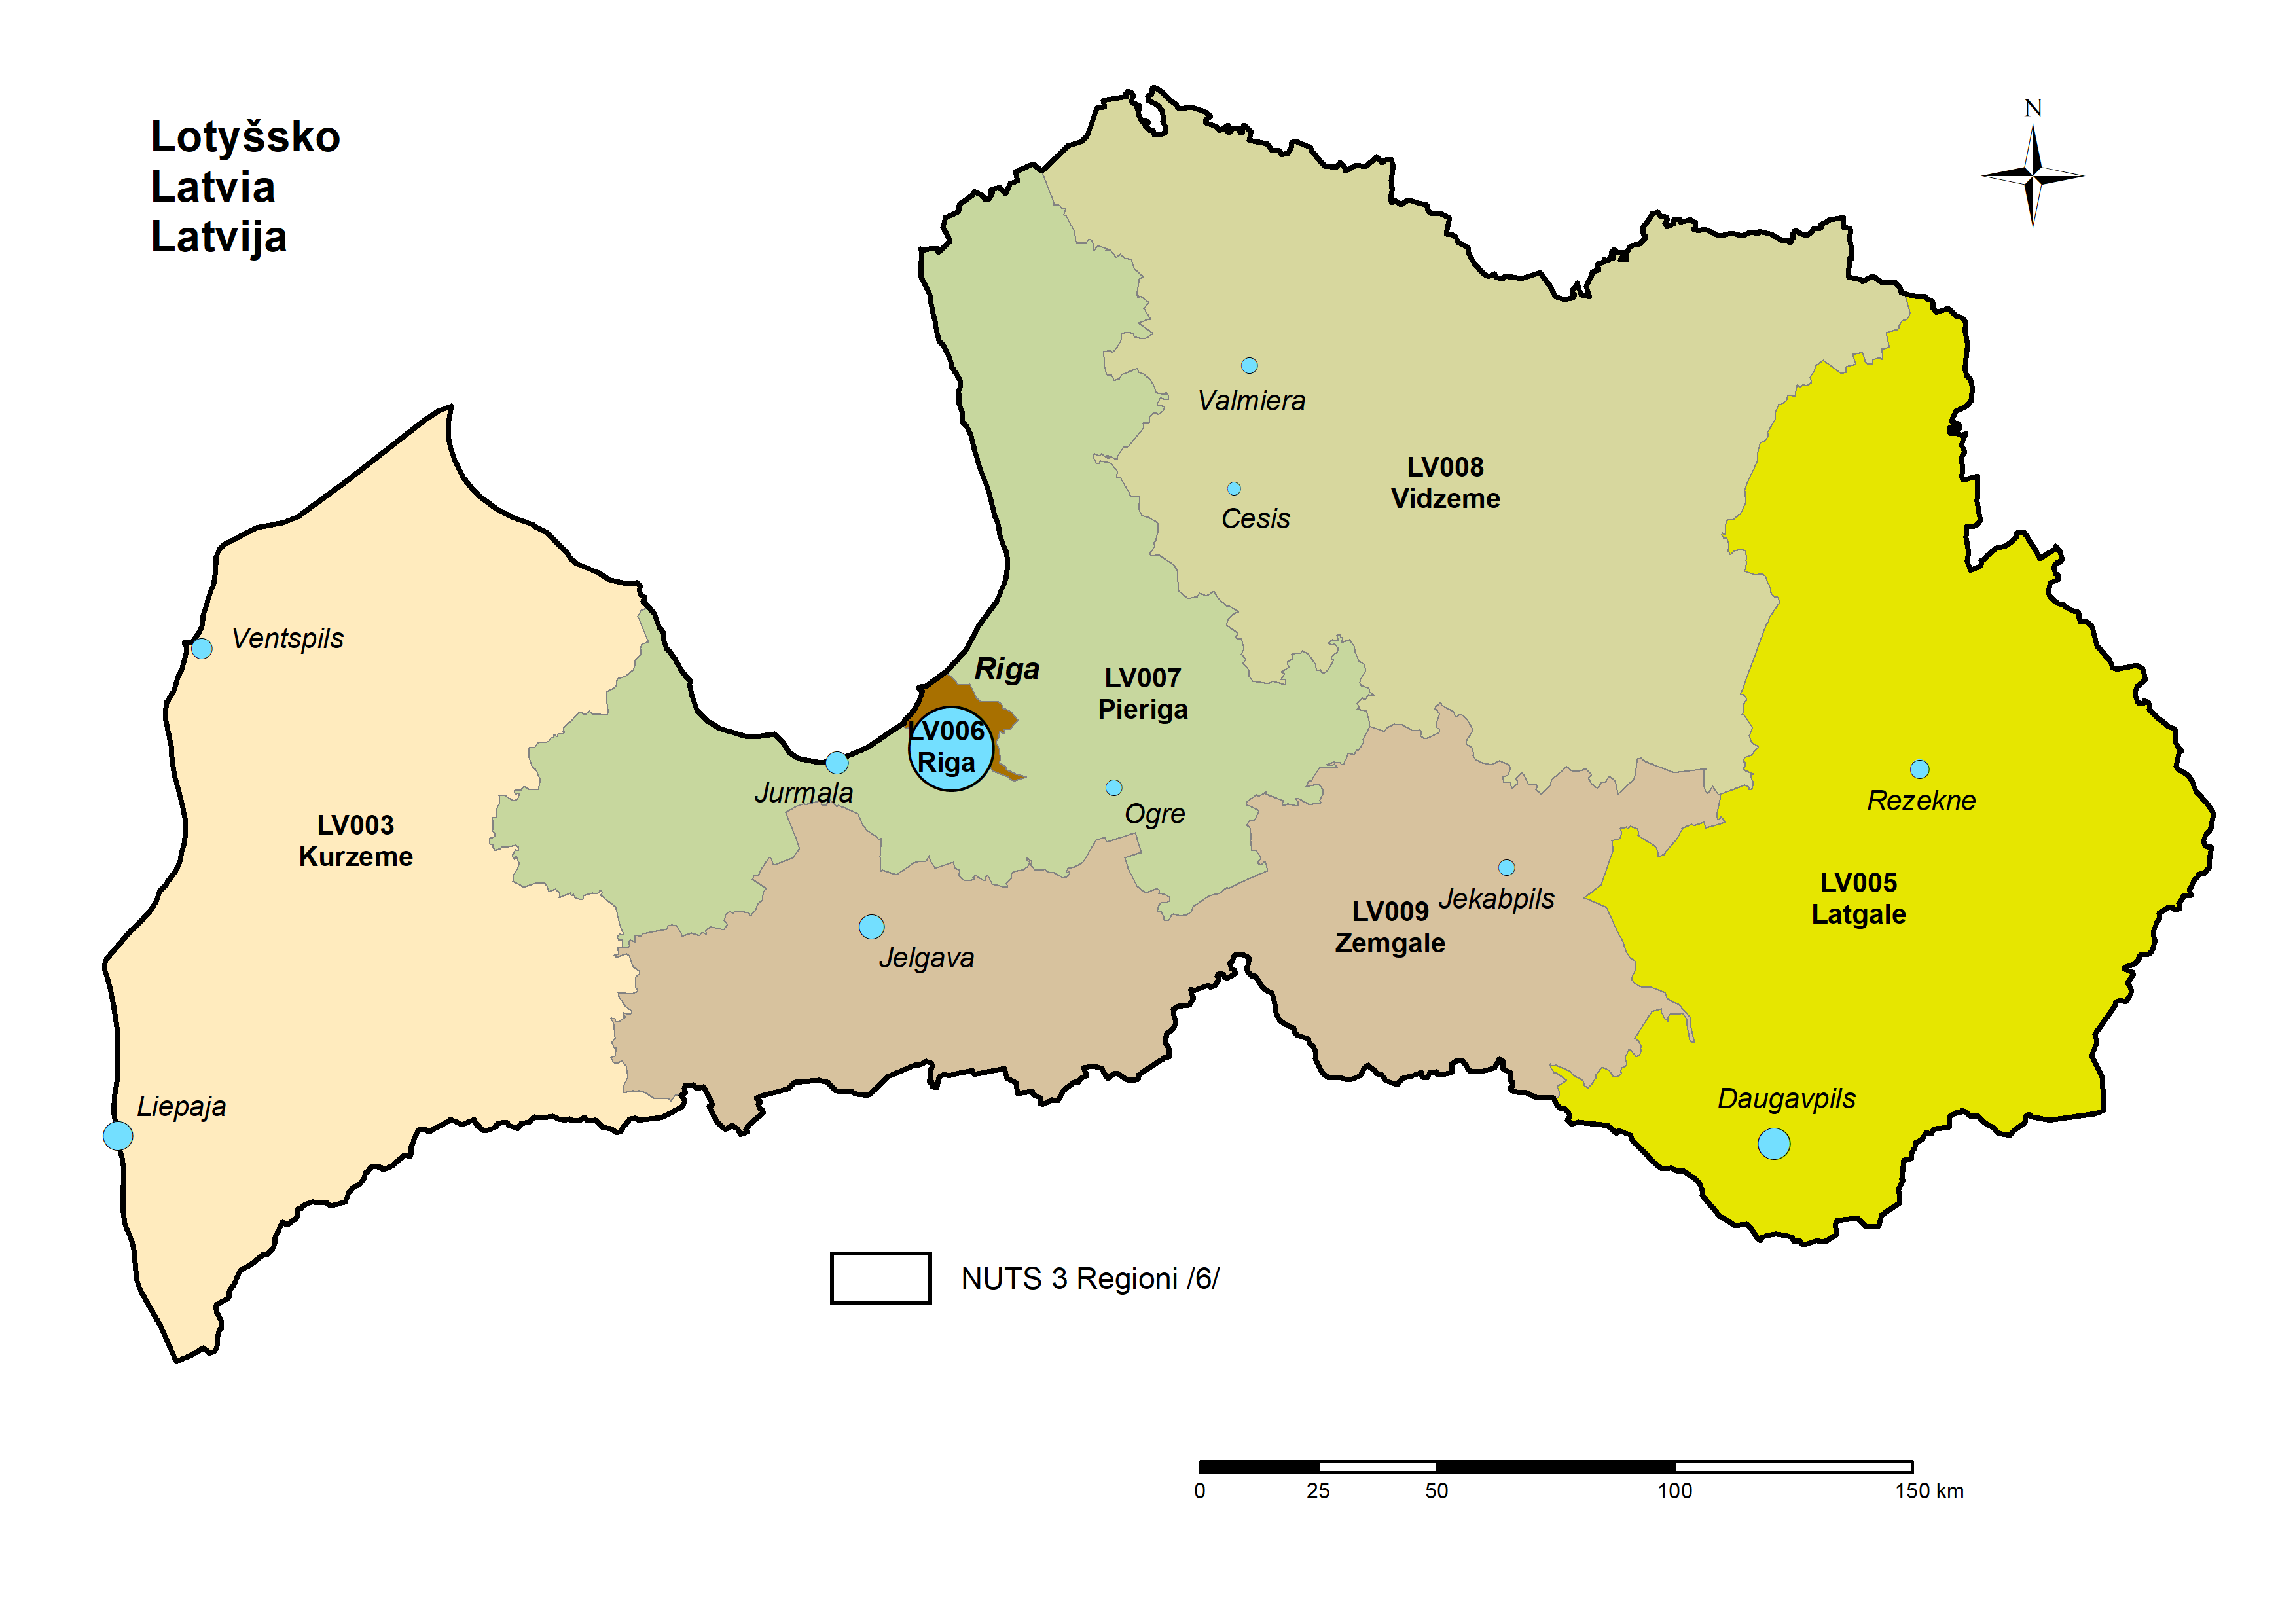 Lotyšsko
Latvia
Latvija
N
Valmiera
LV008
Vidzeme
Cesis
Ventspils
Riga
LV007
Pieriga
LV006
Riga
Jurmala
Ogre
Rezekne
LV003
Kurzeme
LV005
Latgale
Jekabpils
LV009
Zemgale
Jelgava
Liepaja
Daugavpils
NUTS 3 Regioni /6/
0 25 50 100 150 km